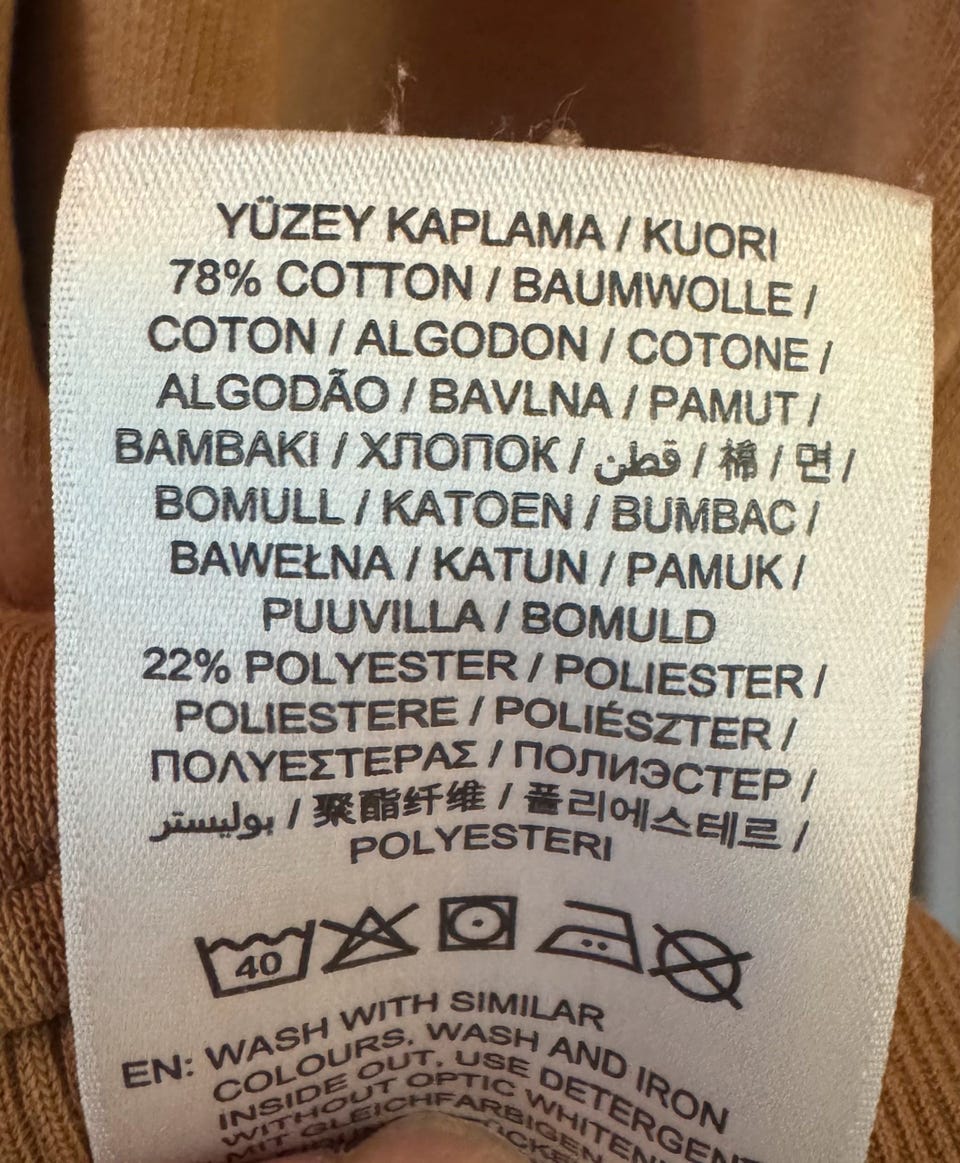 YÜZEY KAPLAMA / KUORI
78% COTTON / BAUMWOLLE /
COTON / ALGODON / COTONE /
ALGODÃO / BAVLNA / PAMUT /
BAMBAKI / ХЛОПОК / قطن / 棉 / 면 /
BOMULL / KATOEN / BUMBAC /
BAWEŁNA / KATUN / PAMUK /
PUUVILLA / BOMULD
22% POLYESTER / POLIESTER /
POLIESTERE / POLIÉSZTER /
ΠΟΛΥΕΣΤΕΡΑΣ / ПОЛИЭСТЕР /
بوليستر / 聚酯纤维 / 폴리에스테르 /
POLYESTERI
40
EN: WASH WITH SIMILAR
COLOURS, WASH AND IRON
INSIDE OUT, USE DETERGENT
WITHOUT OPTIC WHITENE
MIT GLEICHFARBIGEN